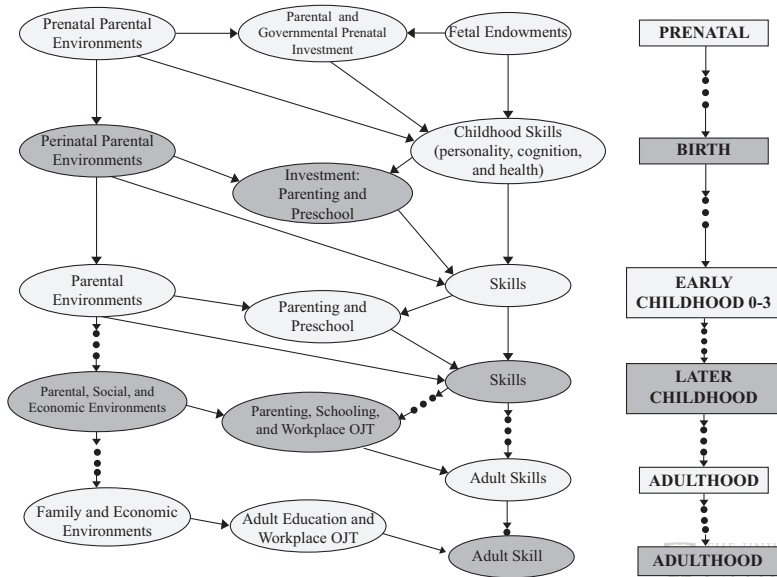 Prenatal Parental
Environments
Parental and
Governmental Prenatal
Investment
Fetal Endowments
PRENATAL
Perinatal Parental
Environments
Childhood Skills
(personality, cognition,
and health)
BIRTH
Investment:
Parenting and
Preschool
Parental
Environments
Parenting and
Preschool
Skills
EARLY
CHILDHOOD 0-3
Parental, Social, and
Economic Environments
Parenting, Schooling,
and Workplace OJT
Skills
LATER
CHILDHOOD
Adult Skills
ADULTHOOD
Family and Economic
Environments
Adult Education and
Workplace OJT
Adult Skill
ADULTHOOD